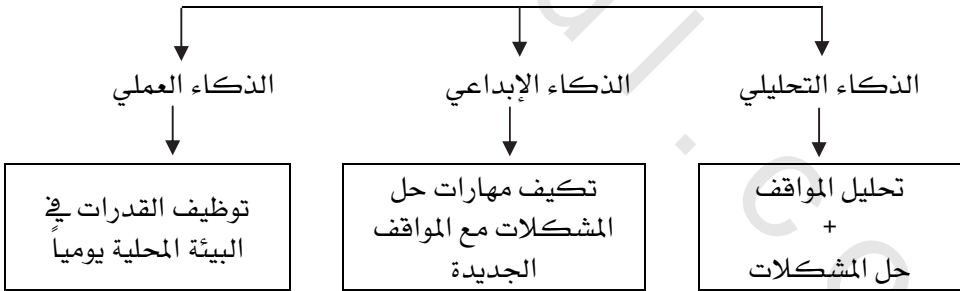 الذكاء التحليلي
الذكاء الإبداعي
الذكاء العملي
تحليل المواقف
+
حل المشكلات
تكيف مهارات حل
المشكلات مع المواقف
الجديدة
توظيف القدرات في
البيئة المحلية يومياً